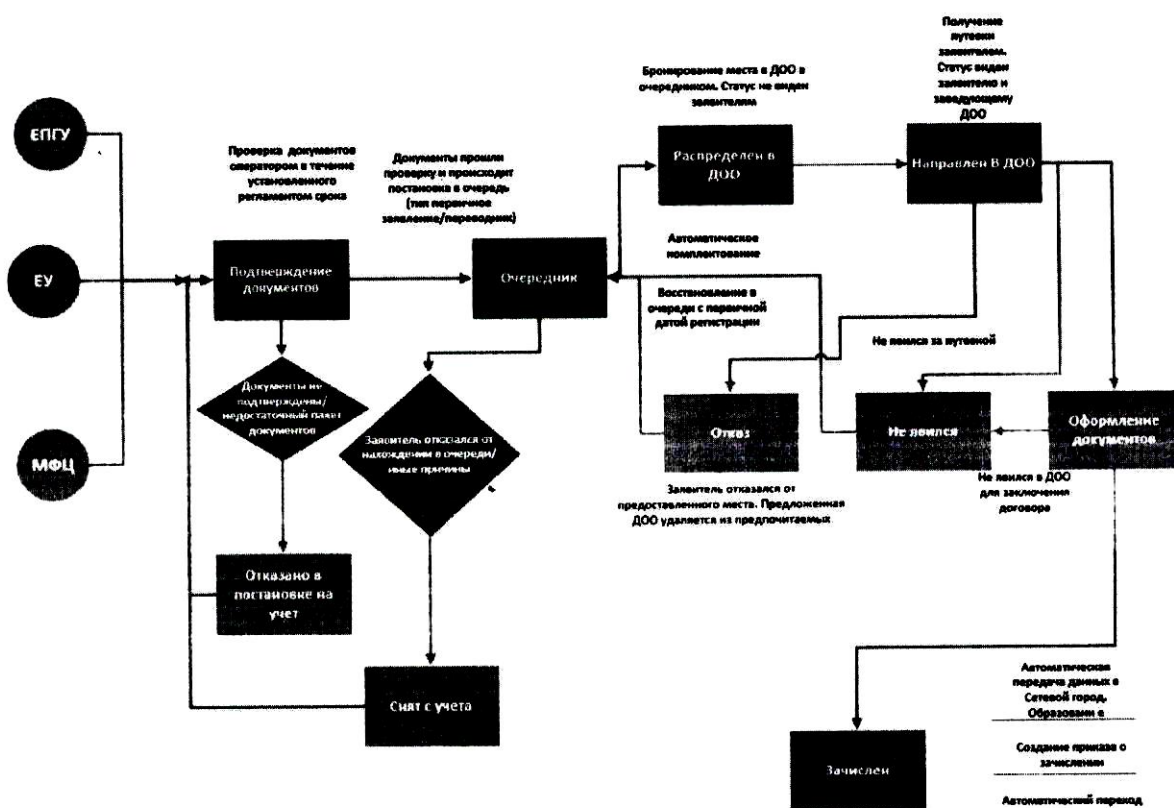 Получение
путевки
заявителем.
Статус виден
заявителю и
заведующему
ДОО
Бронирование места в ДОО в
очередником. Статус не виден
заявителям
ЕПГУ
Проверка документов
оператором в течение
установленного
регламентом срока
Документы прошли
проверку и происходит
постановка в очередь
(тип первичное
заявление/переводник)
Распределен в
ДОО
Направлен В ДОО
ЕУ
Подтверждение
документов
Очередник
Автоматическое
комплектование
Восстановление в
очереди с первичной
датой регистрации
Не явился за путевкой
Документы не
подтверждены/
недостаточный пакет
документов
Заявитель отказался от
нахождении в очереди/
иные причины
Отказ
Не явился
Оформление
документов
МФЦ
Заявитель отказался от
предоставленного места. Предложенная
ДОО удаляется из предпочитаемых
Не явился в ДОО
для заключения
договора
Отказано в
постановке на
учет
Снят с учета
Зачислен
Автоматическая
передача данных в
Сетевой город.
Образовани е
Создание приказа о
зачислении
Автоматический переход